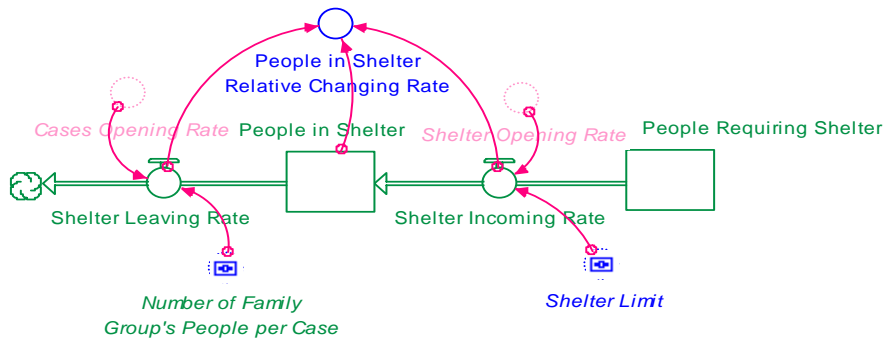 People in Shelter
Relative Changing Rate
Cases Opening Rate
People in Shelter
Shelter Opening Rate
People Requiring Shelter
Shelter Leaving Rate
Shelter Incoming Rate
Number of Family
Group's People per Case
Shelter Limit